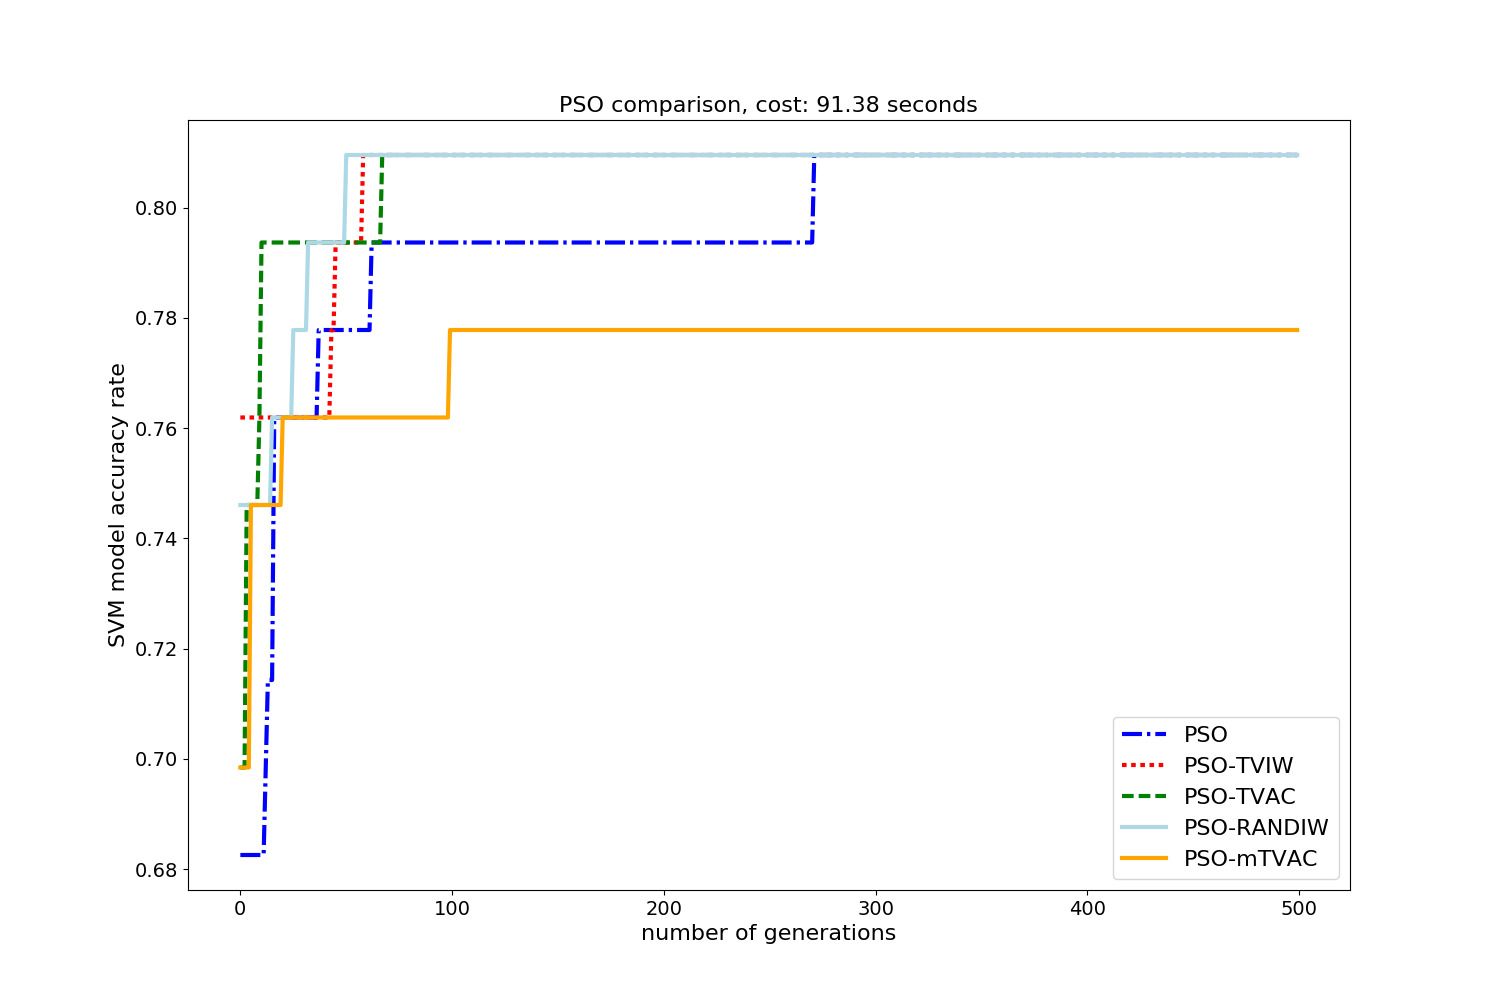 PSO comparison, cost: 91.38 seconds
SVM model accuracy rate
0.80
0.78
0.76
0.74
0.72
0.70
0.68
0 100 200 300 400 500
number of generations
PSO
PSO-TVIW
PSO-TVAC
PSO-RANDIW
PSO-mTVAC